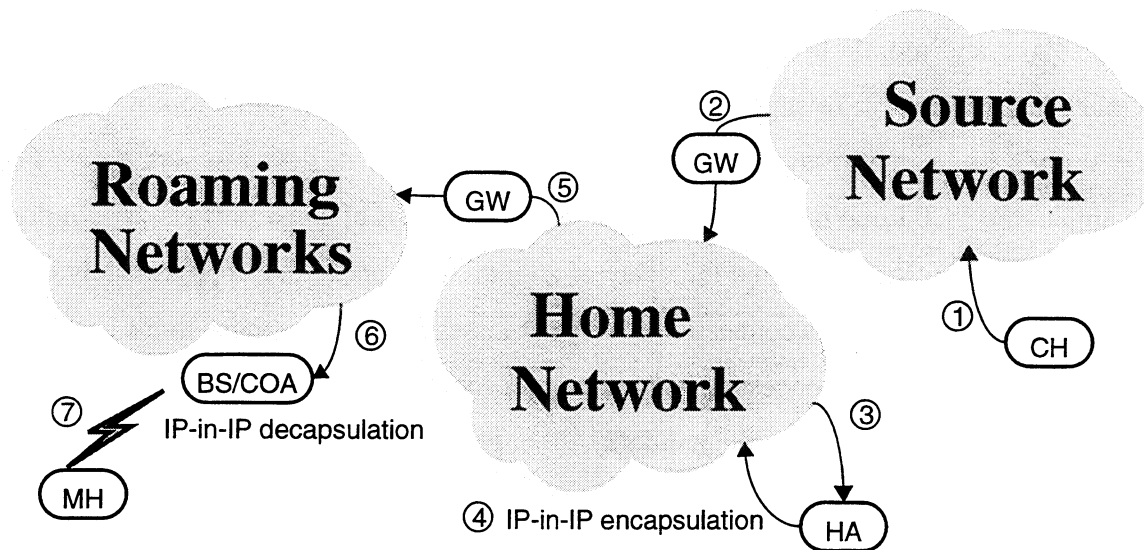 Source
Network
②
GW
Roaming
Networks
GW
⑤
Home
Network
①
CH
⑥
BS/COA
IP-in-IP decapsulation
⑦
MH
③
④ IP-in-IP encapsulation
HA